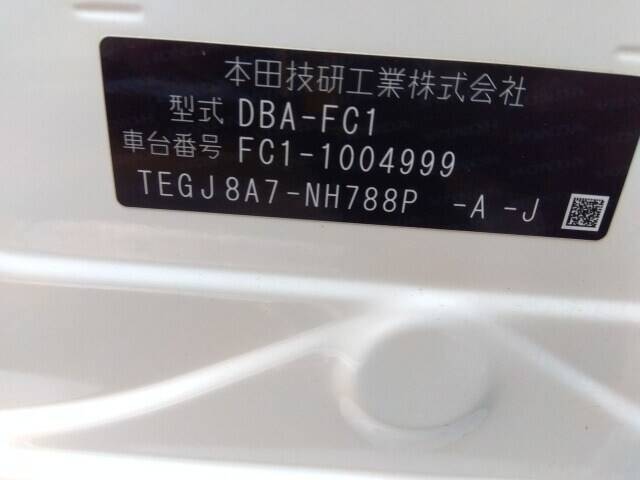 本田技研工業株式会社
型式 DBA-FC1
車台番号 FC1-1004999
TEGJ8A7-NH788P -A -J